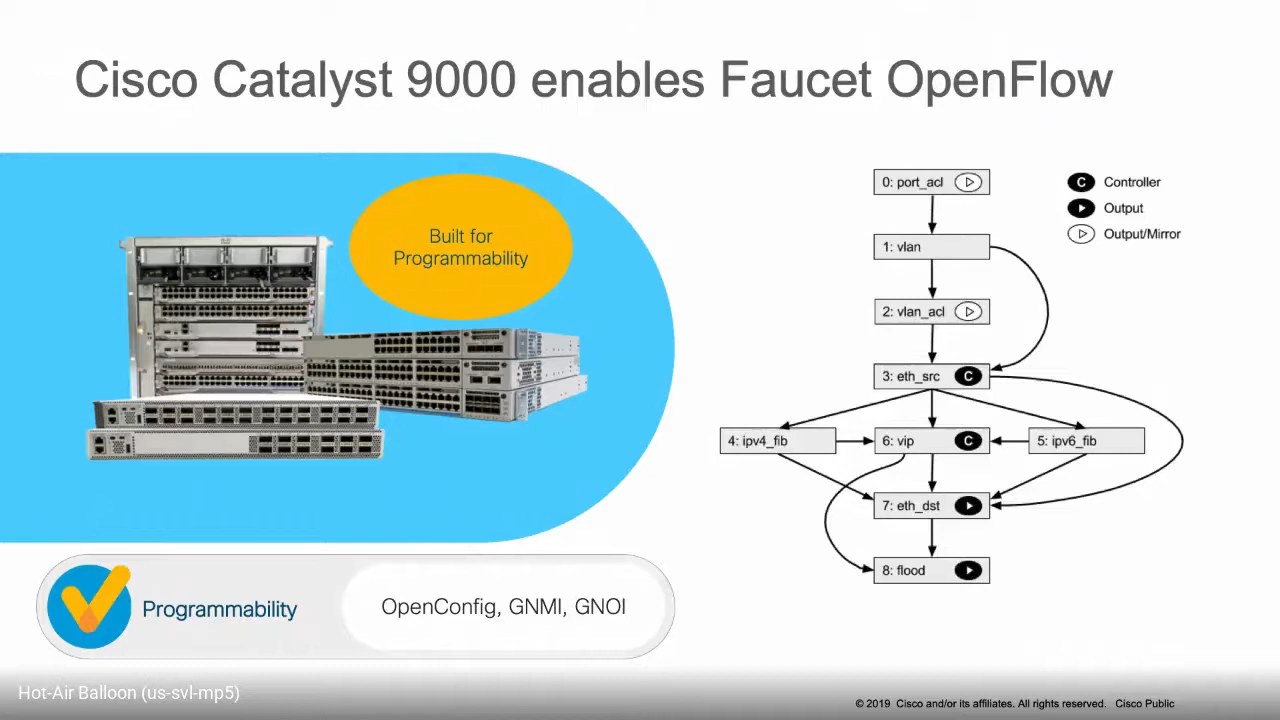 Cisco Catalyst 9000 enables Faucet OpenFlow
Built for
Programmability
0: port_acl
1: vlan
2: vlan_acl
3: eth_src C
4: ipv4_fib
6: vip C
5: ipv6_fib
7: eth_dst
8: flood
C Controller
Output
Output/Mirror
Programmability
OpenConfig, GNMI, GNOI
Hot-Air Balloon (us-svl-mp5)
© 2019 Cisco and/or its affiliates. All rights reserved. Cisco Public